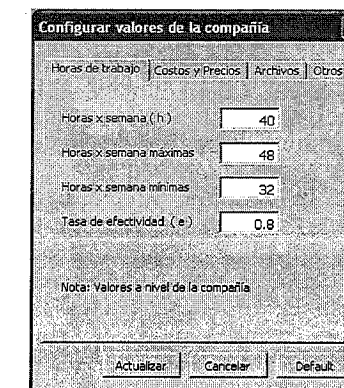 Configurar valores de la compañía
Horas de trabajo Costos y Precios Archivos Otros
Horas x semana ( h ) 40
Horas x semana máximas 48
Horas x semana mínimas 32
Tasa de efectividad ( e ) 0.8
Nota: Valores a nivel de la compañía
Actualizar Cancelar Default